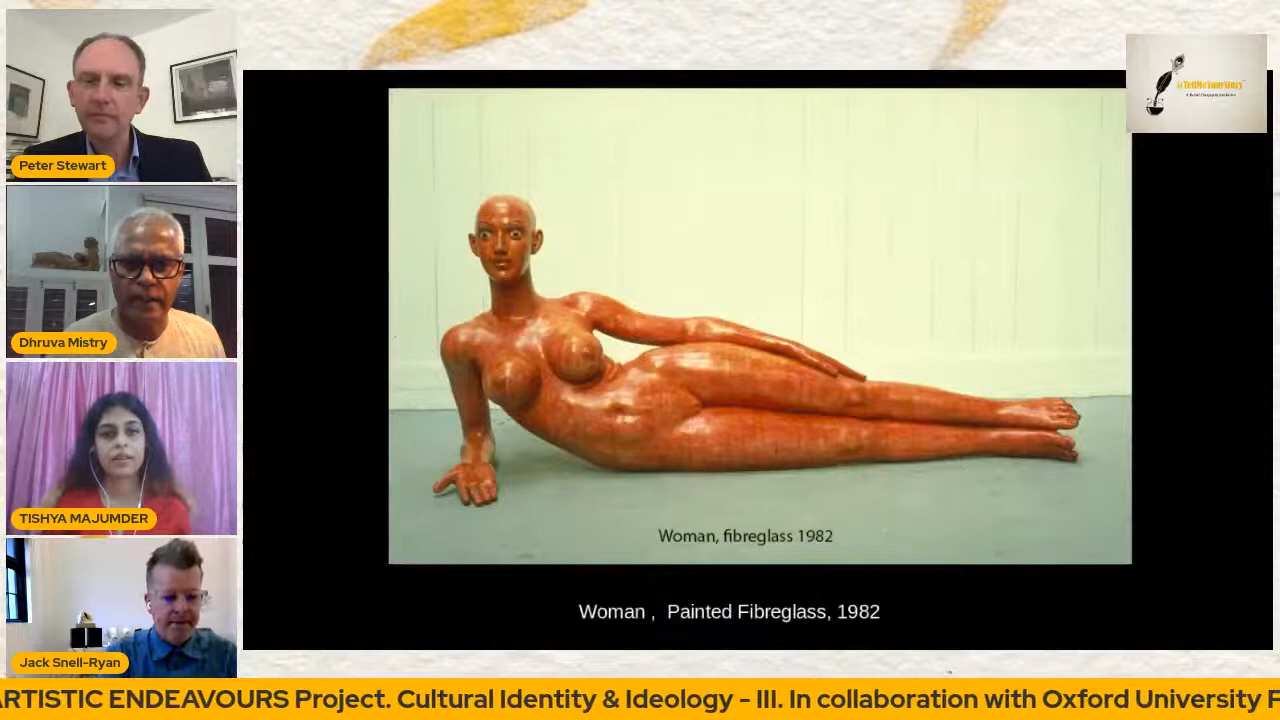 Peter Stewart
Dhruva Mistry
TISHYA MAJUMDER
Jack Snell-Ryan
#TellMeYourStory
Woman, fibreglass 1982
Woman , Painted Fibreglass, 1982
ARTISTIC ENDEAVOURS Project. Cultural Identity & Ideology - III. In collaboration with Oxford University